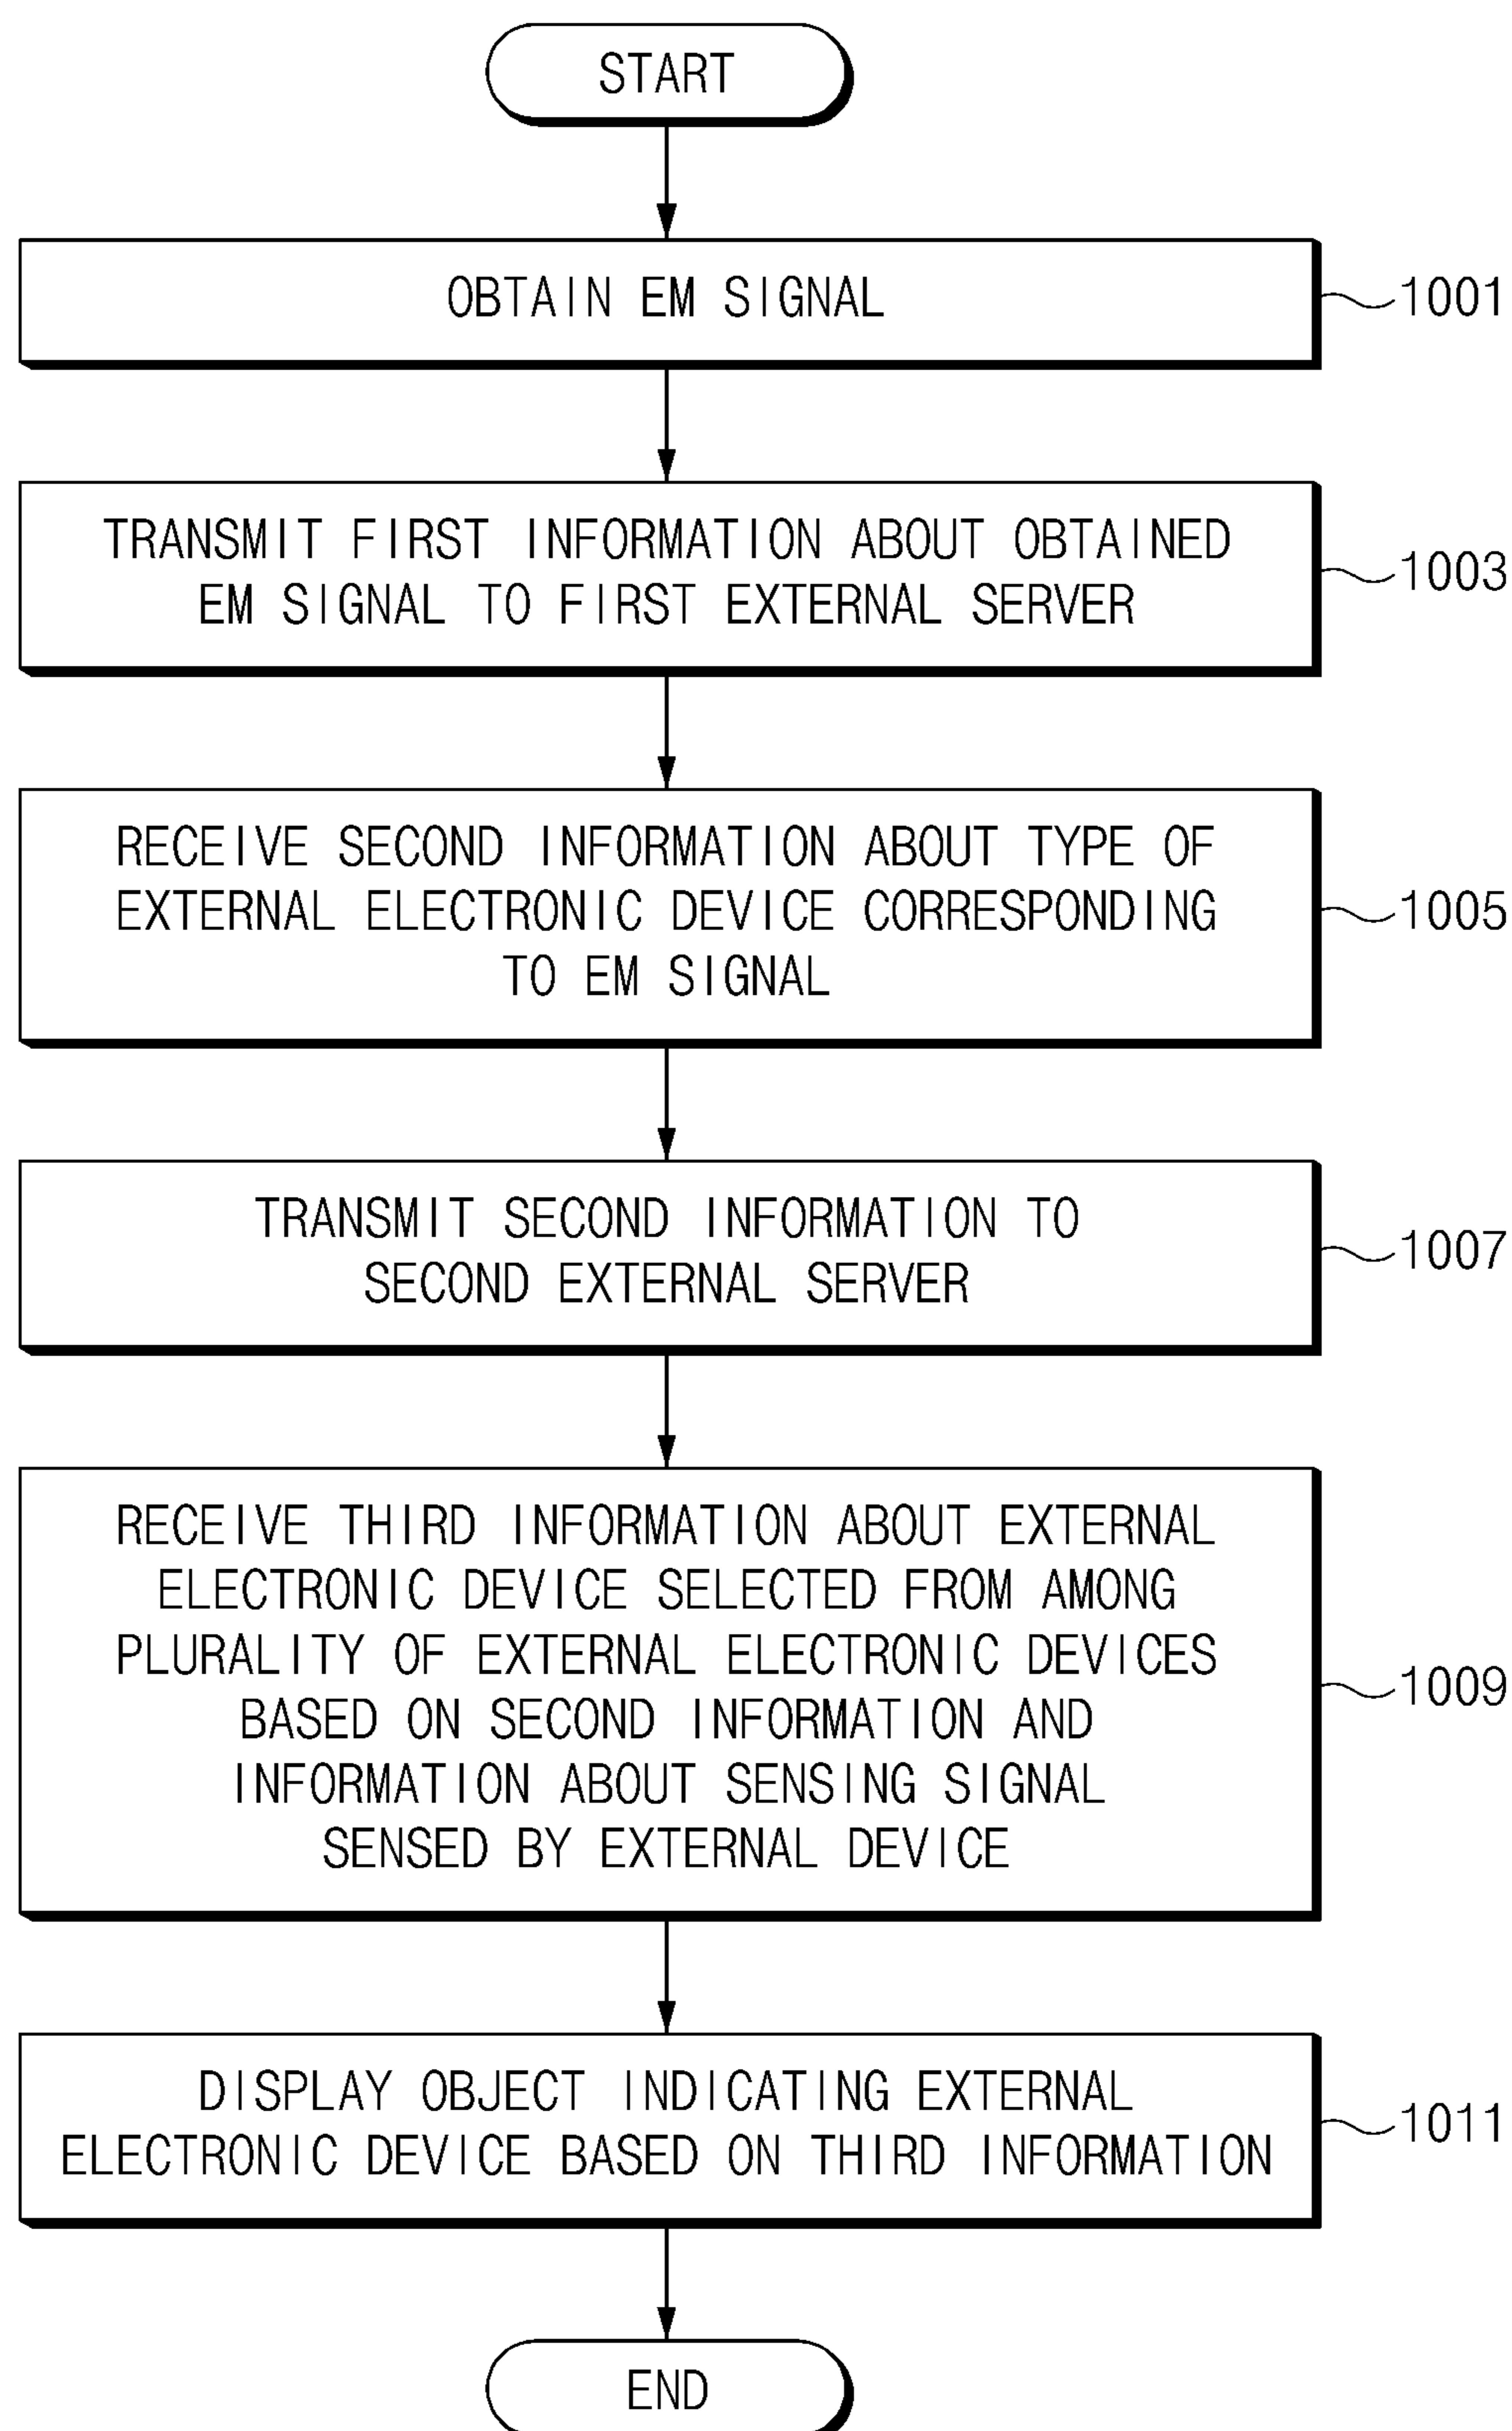 START
OBTAIN EM SIGNAL
1001
TRANSMIT FIRST INFORMATION ABOUT OBTAINED
EM SIGNAL TO FIRST EXTERNAL SERVER
1003
RECEIVE SECOND INFORMATION ABOUT TYPE OF
EXTERNAL ELECTRONIC DEVICE CORRESPONDING
TO EM SIGNAL
1005
TRANSMIT SECOND INFORMATION TO
SECOND EXTERNAL SERVER
1007
RECEIVE THIRD INFORMATION ABOUT EXTERNAL
ELECTRONIC DEVICE SELECTED FROM AMONG
PLURALITY OF EXTERNAL ELECTRONIC DEVICES
BASED ON SECOND INFORMATION AND
INFORMATION ABOUT SENSING SIGNAL
SENSED BY EXTERNAL DEVICE
1009
DISPLAY OBJECT INDICATING EXTERNAL
ELECTRONIC DEVICE BASED ON THIRD INFORMATION
1011
END